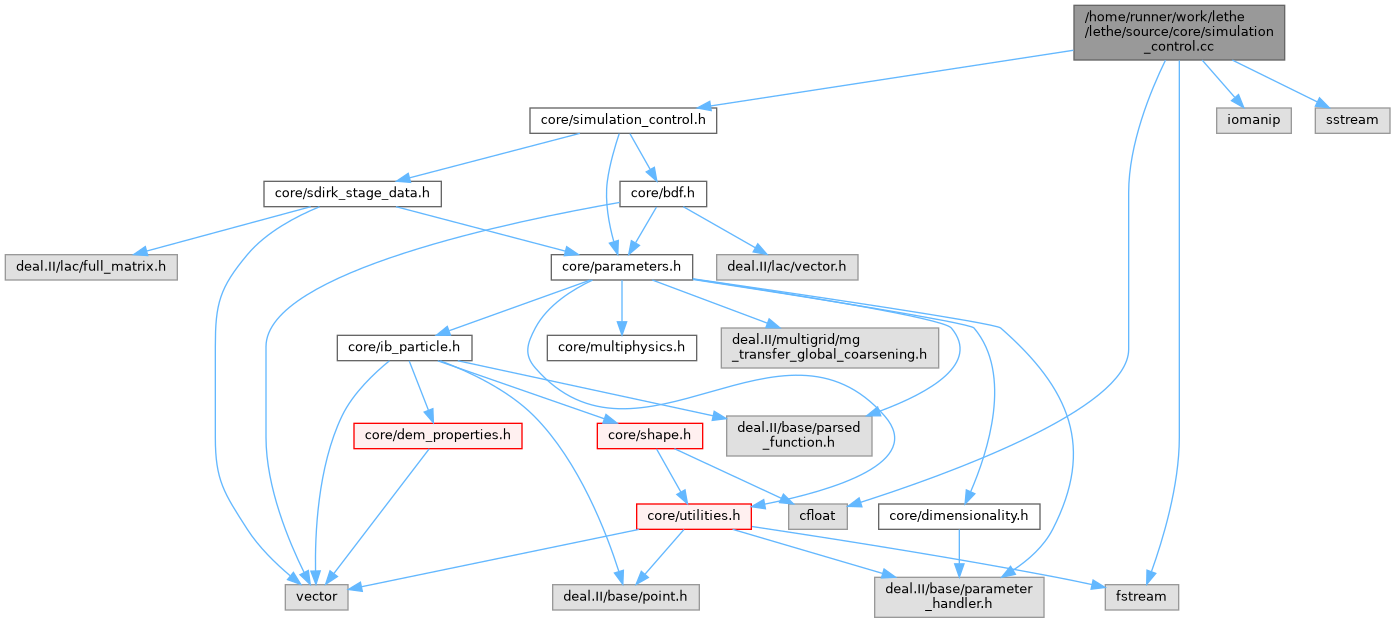 /home/runner/work/lethe
/lethe/source/core/simulation
_control.cc
core/simulation_control.h
iomanip
sstream
core/sdirk_stage_data.h
core/bdf.h
deal.II/lac/full_matrix.h
core/parameters.h
deal.II/lac/vector.h
core/ib_particle.h
core/multiphysics.h
deal.II/multigrid/mg
_transfer_global_coarsening.h
core/dem_properties.h
core/shape.h
deal.II/base/parsed
_function.h
core/utilities.h
cfloat
core/dimensionality.h
vector
deal.II/base/point.h
deal.II/base/parameter
_handler.h
fstream